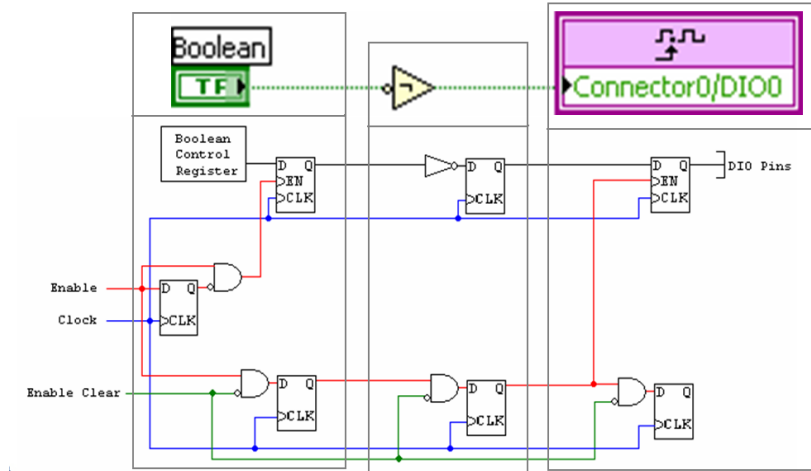 Boolean
TF
Connector0/DIO0
Boolean
Control
Register
D Q
EN
CLK
D Q
CLK
D Q
EN
CLK
DIO Pins
Enable
D Q
CLK
Clock
Enable Clear
D Q
CLK
D Q
CLK
D Q
CLK